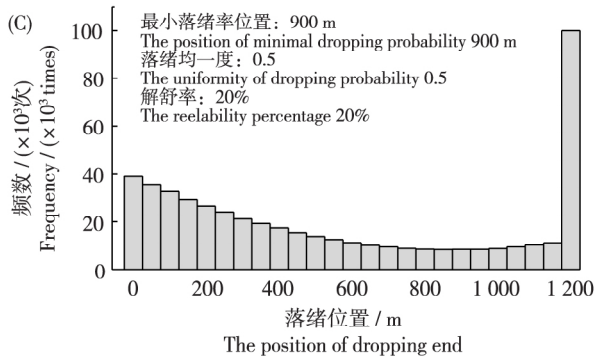 (C)
最小落绪率位置：900 m
The position of minimal dropping probability 900 m
落绪均一度：0.5
The uniformity of dropping probability 0.5
解舒率：20%
The reelability percentage 20%
频数 / (×10³次)
Frequency / (×10³ times)
100
80
60
40
20
0
0 200 400 600 800 1 000 1 200
落绪位置 / m
The position of dropping end